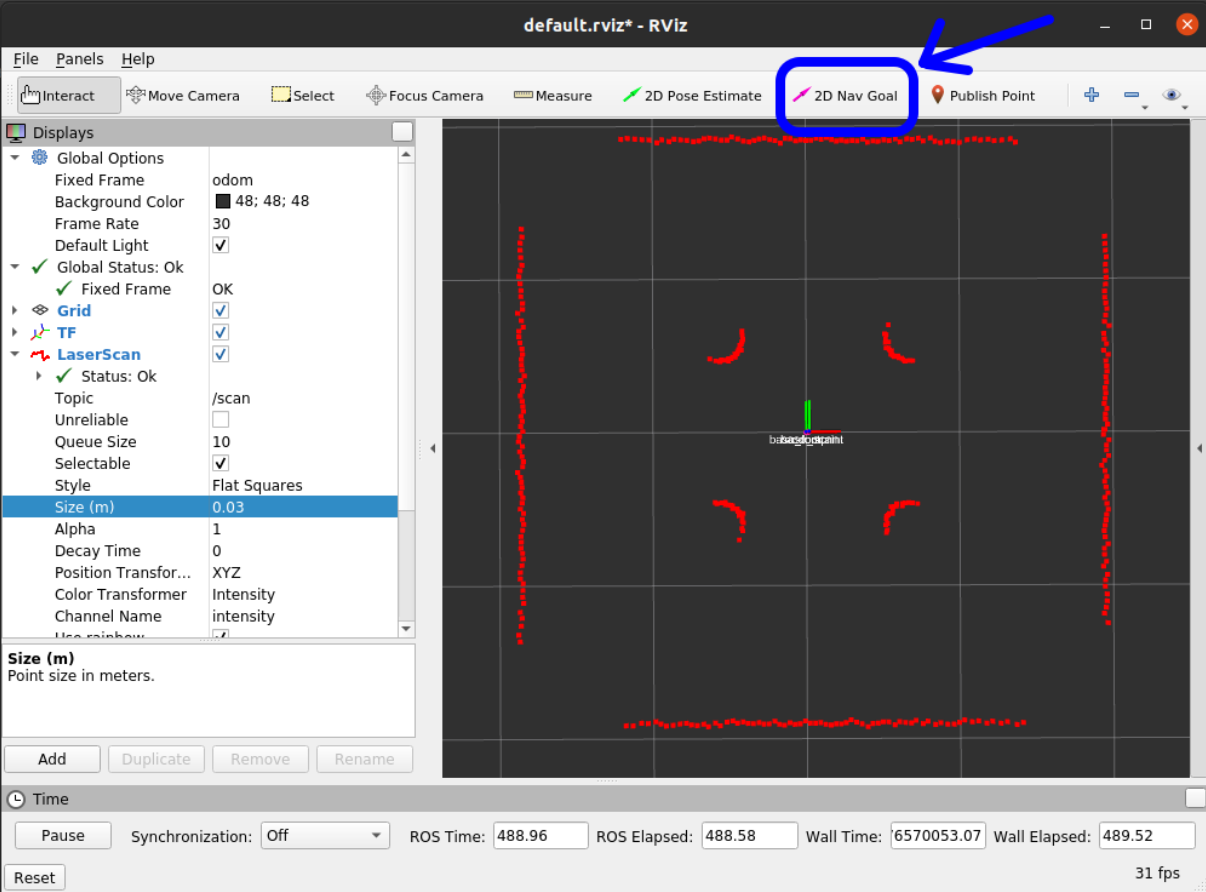 default.rviz* - RViz
File Panels Help
Interact Move Camera Select Focus Camera Measure 2D Pose Estimate 2D Nav Goal Publish Point
Displays
Global Options
Fixed Frame odom
Background Color 48; 48; 48
Frame Rate 30
Default Light
Global Status: Ok
Fixed Frame OK
Grid
TF
LaserScan
Status: Ok
Topic /scan
Unreliable
Queue Size 10
Selectable
Style Flat Squares
Size (m) 0.03
Alpha 1
Decay Time 0
Position Transfor... XYZ
Color Transformer Intensity
Channel Name intensity
Use rainbow
Size (m)
Point size in meters.
Add Duplicate Remove Rename
Time
Pause Synchronization: Off ROS Time: 488.96 ROS Elapsed: 488.58 Wall Time: 6570053.07 Wall Elapsed: 489.52
Reset 31 fps